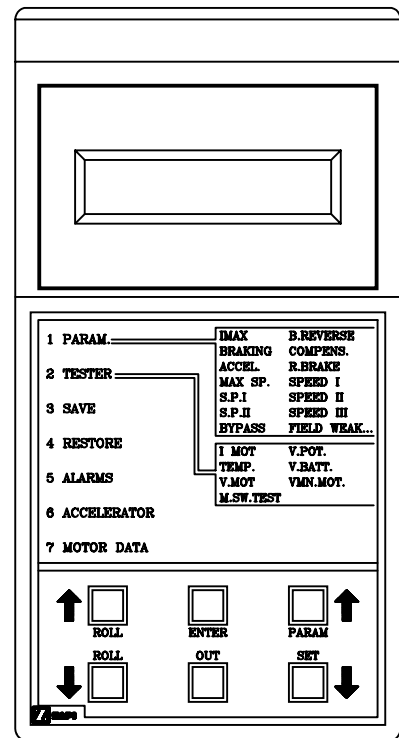 1 PARAM.
2 TESTER
3 SAVE
4 RESTORE
5 ALARMS
6 ACCELERATOR
7 MOTOR DATA
IMAX B.REVERSE
BRAKING COMPENS.
ACCEL. R.BRAKE
MAX SP. SPEED I
S.P.I SPEED II
S.P.II SPEED III
BYPASS FIELD WEAK...
I MOT V.POT.
TEMP. V.BATT.
V.MOT VMN.MOT.
M.SW.TEST
ROLL ENTER PARAM
ROLL OUT SET